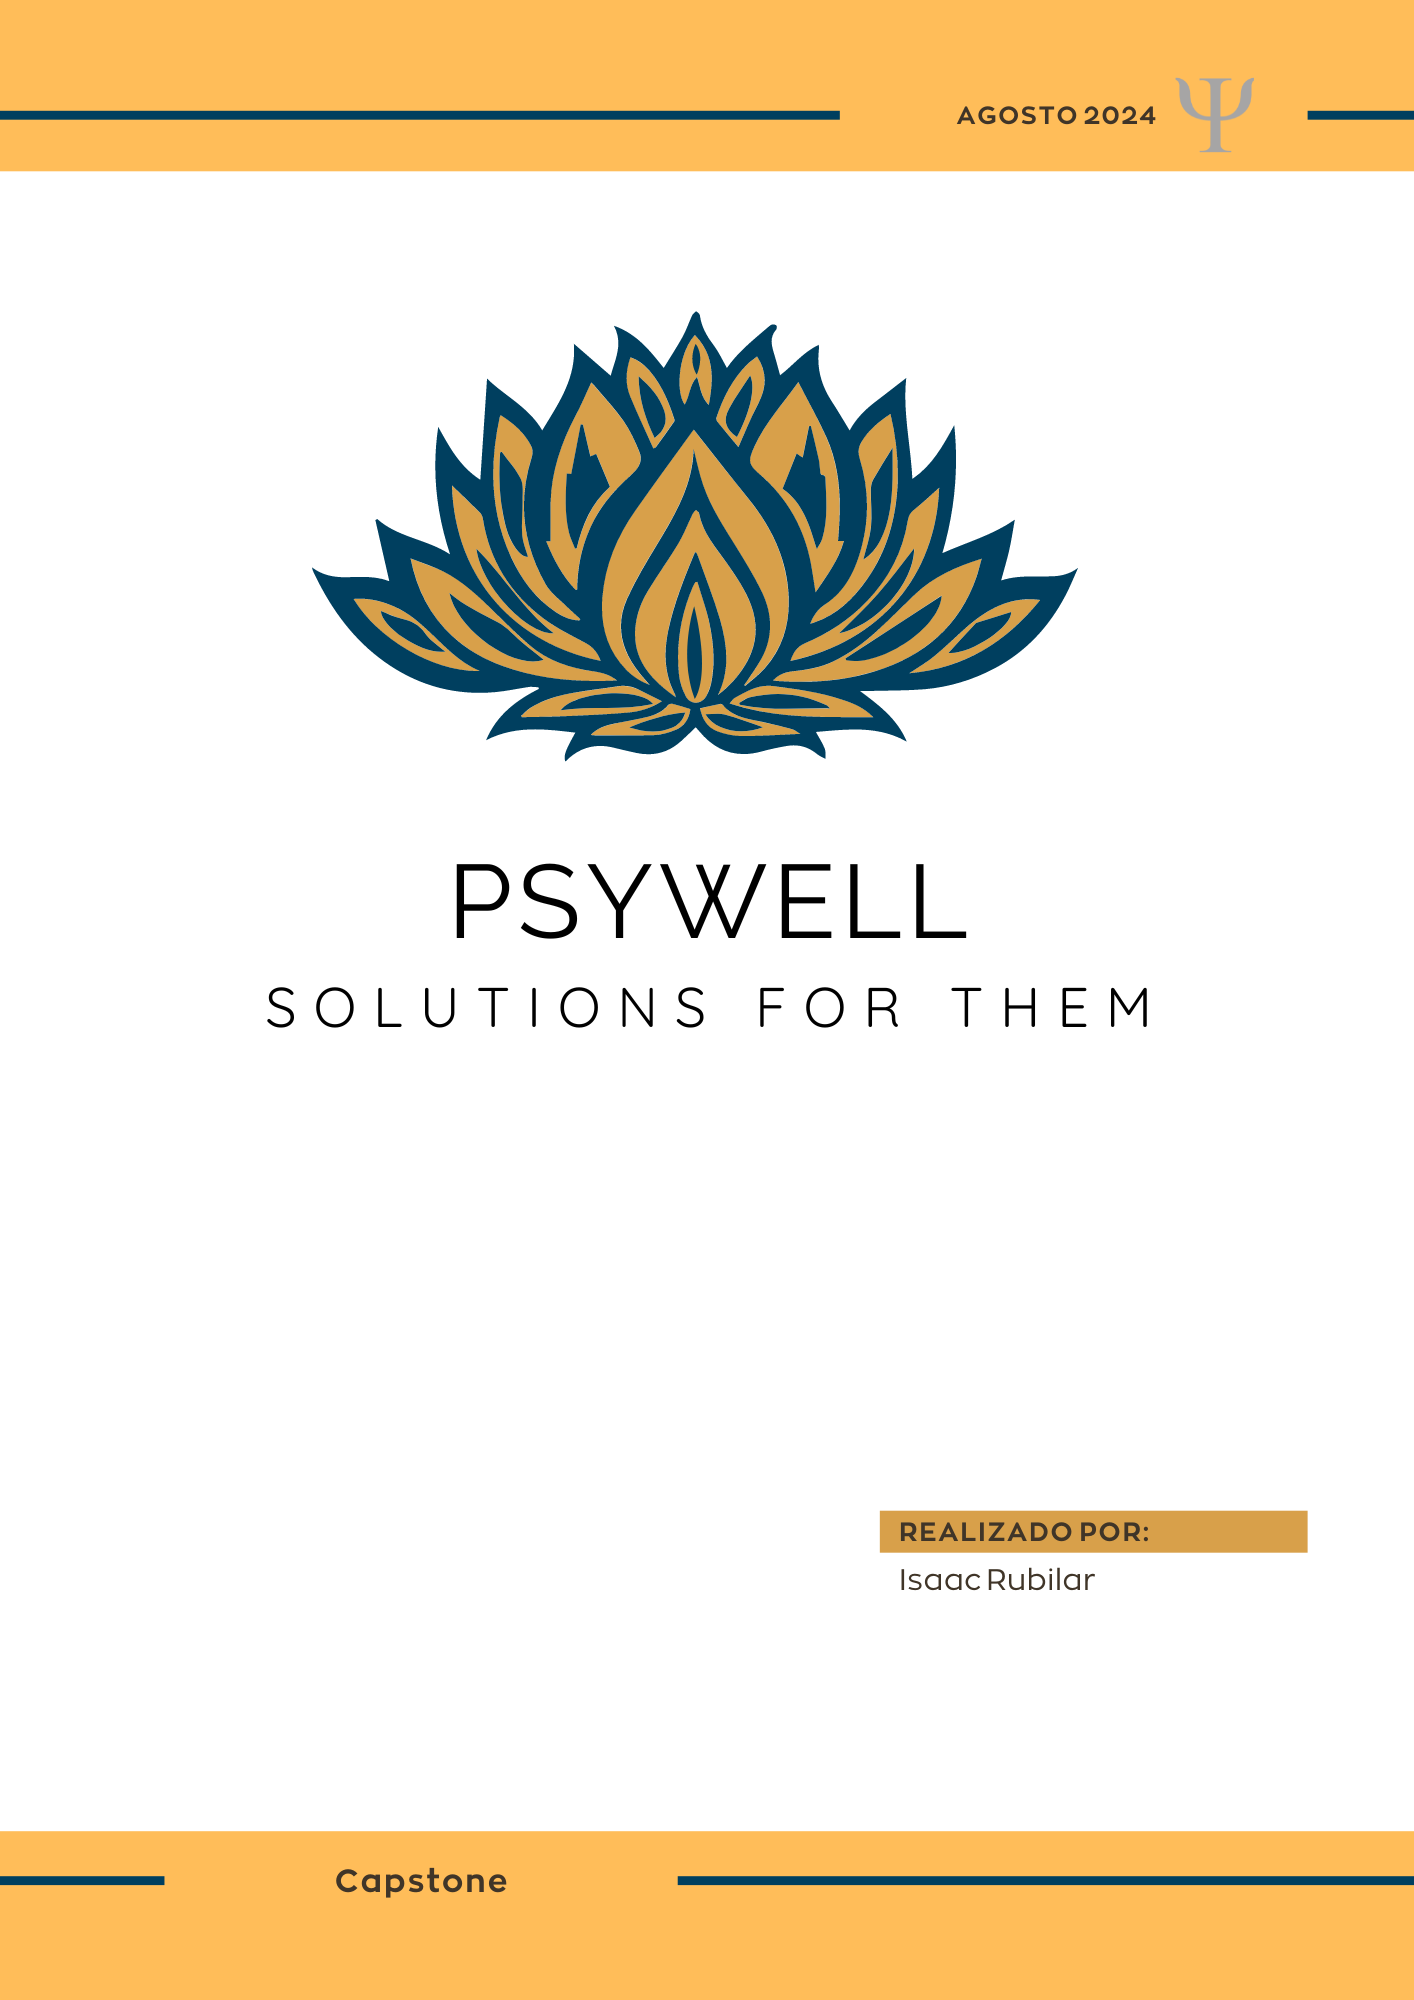 AGOSTO 2024 Ψ
PSYWELL
SOLUTIONS FOR THEM
REALIZADO POR:
Isaac Rubilar
Capstone